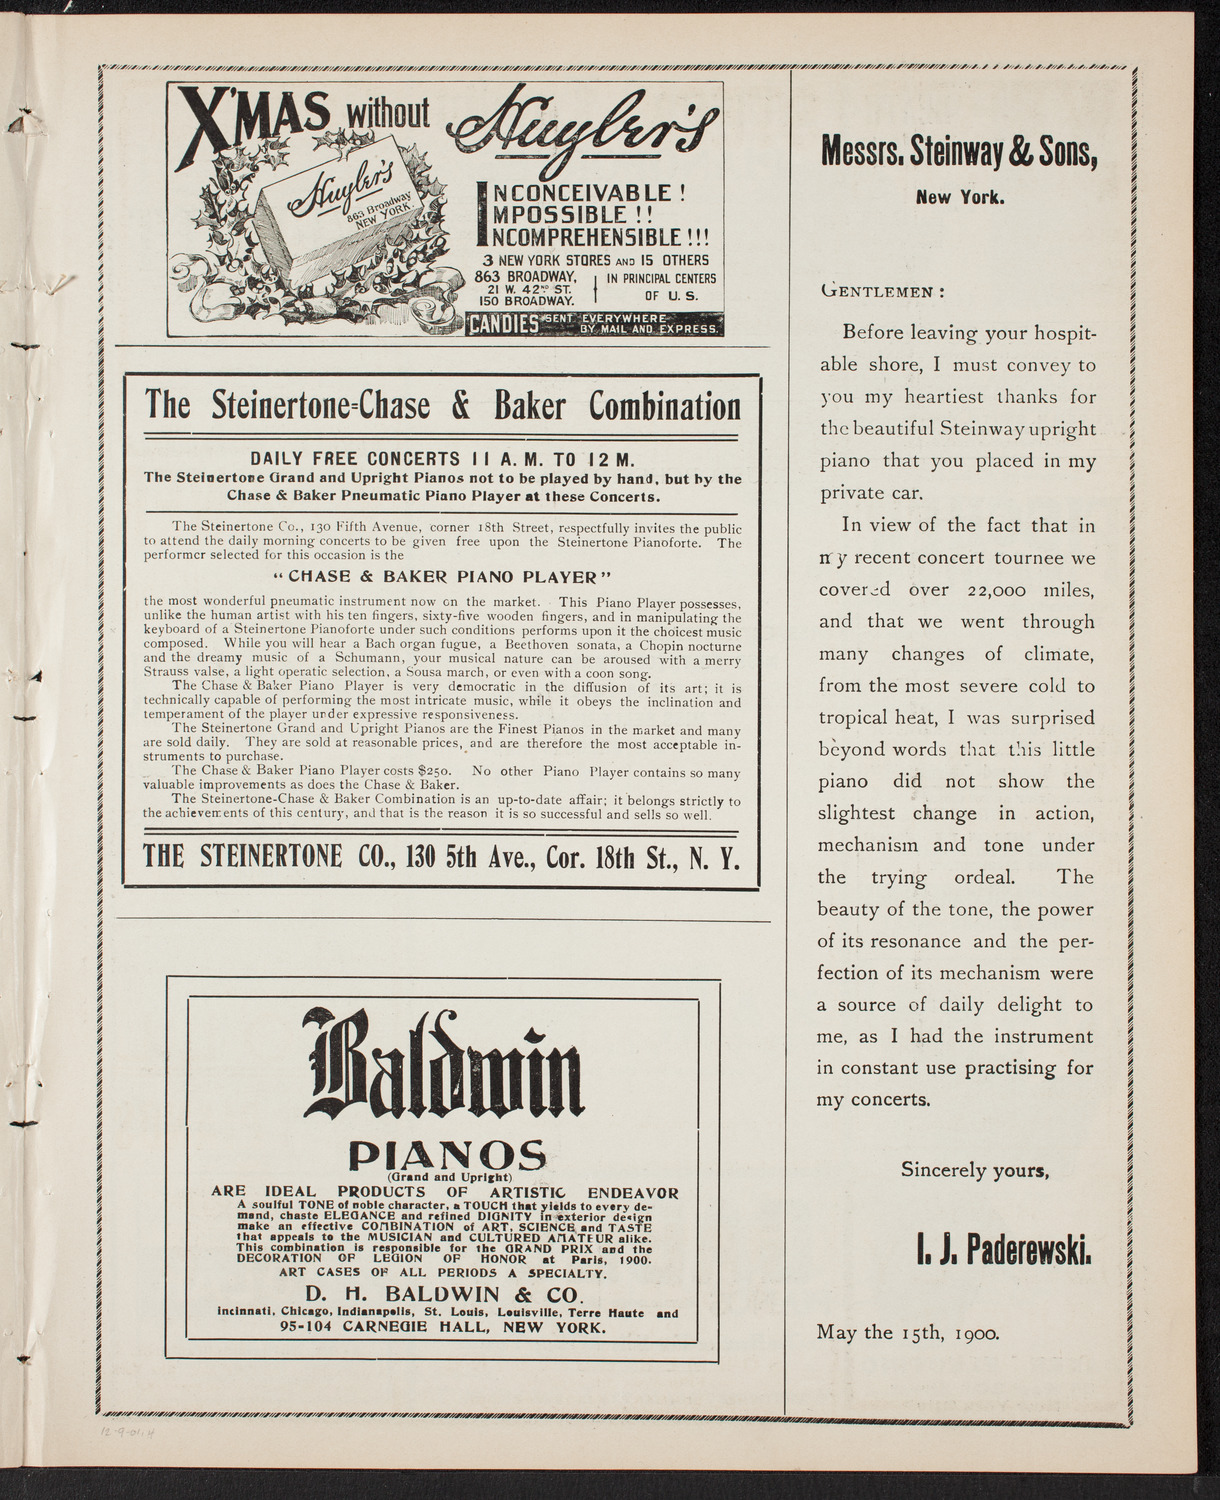 X'MAS without Huyler's
Huyler's
863 Broadway
NEW YORK.
INCONCEIVABLE!
IMPOSSIBLE!!
INCOMPREHENSIBLE!!!
3 NEW YORK STORES AND 15 OTHERS
863 BROADWAY,
21 W. 42ND ST.
150 BROADWAY.
IN PRINCIPAL CENTERS
OF U. S.
CANDIES SENT EVERYWHERE
BY MAIL AND EXPRESS.
The Steinertone=Chase & Baker Combination
DAILY FREE CONCERTS 11 A. M. TO 12 M.
The Steinertone Grand and Upright Pianos not to be played by hand, but by the
Chase & Baker Pneumatic Piano Player at these Concerts.
The Steinertone Co., 130 Fifth Avenue, corner 18th Street, respectfully invites the public
to attend the daily morning concerts to be given free upon the Steinertone Pianoforte. The
performer selected for this occasion is the
"CHASE & BAKER PIANO PLAYER"
the most wonderful pneumatic instrument now on the market. This Piano Player possesses,
unlike the human artist with his ten fingers, sixty-five wooden fingers, and in manipulating the
keyboard of a Steinertone Pianoforte under such conditions performs upon it the choicest music
composed. While you will hear a Bach organ fugue, a Beethoven sonata, a Chopin nocturne
and the dreamy music of a Schumann, your musical nature can be aroused with a merry
Strauss valse, a light operatic selection, a Sousa march, or even with a coon song.
The Chase & Baker Piano Player is very democratic in the diffusion of its art; it is
technically capable of performing the most intricate music, while it obeys the inclination and
temperament of the player under expressive responsiveness.
The Steinertone Grand and Upright Pianos are the Finest Pianos in the market and many
are sold daily. They are sold at reasonable prices, and are therefore the most acceptable in-
struments to purchase.
The Chase & Baker Piano Player costs $250. No other Piano Player contains so many
valuable improvements as does the Chase & Baker.
The Steinertone-Chase & Baker Combination is an up-to-date affair; it belongs strictly to
the achievements of this century, and that is the reason it is so successful and sells so well.
THE STEINERTONE CO., 130 5th Ave., Cor. 18th St., N. Y.
Baldwin
PIANOS
(Grand and Upright)
ARE IDEAL PRODUCTS OF ARTISTIC ENDEAVOR
A soulful TONE of noble character, a TOUCH that yields to every de-
mand, chaste ELEGANCE and refined DIGNITY in exterior design
make an effective COMBINATION of ART, SCIENCE and TASTE
that appeals to the MUSICIAN and CULTURED AMATEUR alike.
This combination is responsible for the GRAND PRIX and the
DECORATION OF LEGION OF HONOR at Paris, 1900.
ART CASES OF ALL PERIODS A SPECIALTY.
D. H. BALDWIN & CO.
incinnati, Chicago, Indianapolis, St. Louis, Louisville, Terre Haute and
95-104 CARNEGIE HALL, NEW YORK.
Messrs. Steinway & Sons,
New York.
GENTLEMEN:
Before leaving your hospit-
able shore, I must convey to
you my heartiest thanks for
the beautiful Steinway upright
piano that you placed in my
private car.
In view of the fact that in
my recent concert tournee we
covered over 22,000 miles,
and that we went through
many changes of climate,
from the most severe cold to
tropical heat, I was surprised
beyond words that this little
piano did not show the
slightest change in action,
mechanism and tone under
the trying ordeal. The
beauty of the tone, the power
of its resonance and the per-
fection of its mechanism were
a source of daily delight to
me, as I had the instrument
in constant use practising for
my concerts.
Sincerely yours,
I. J. Paderewski.
May the 15th, 1900.
12-9-01:H